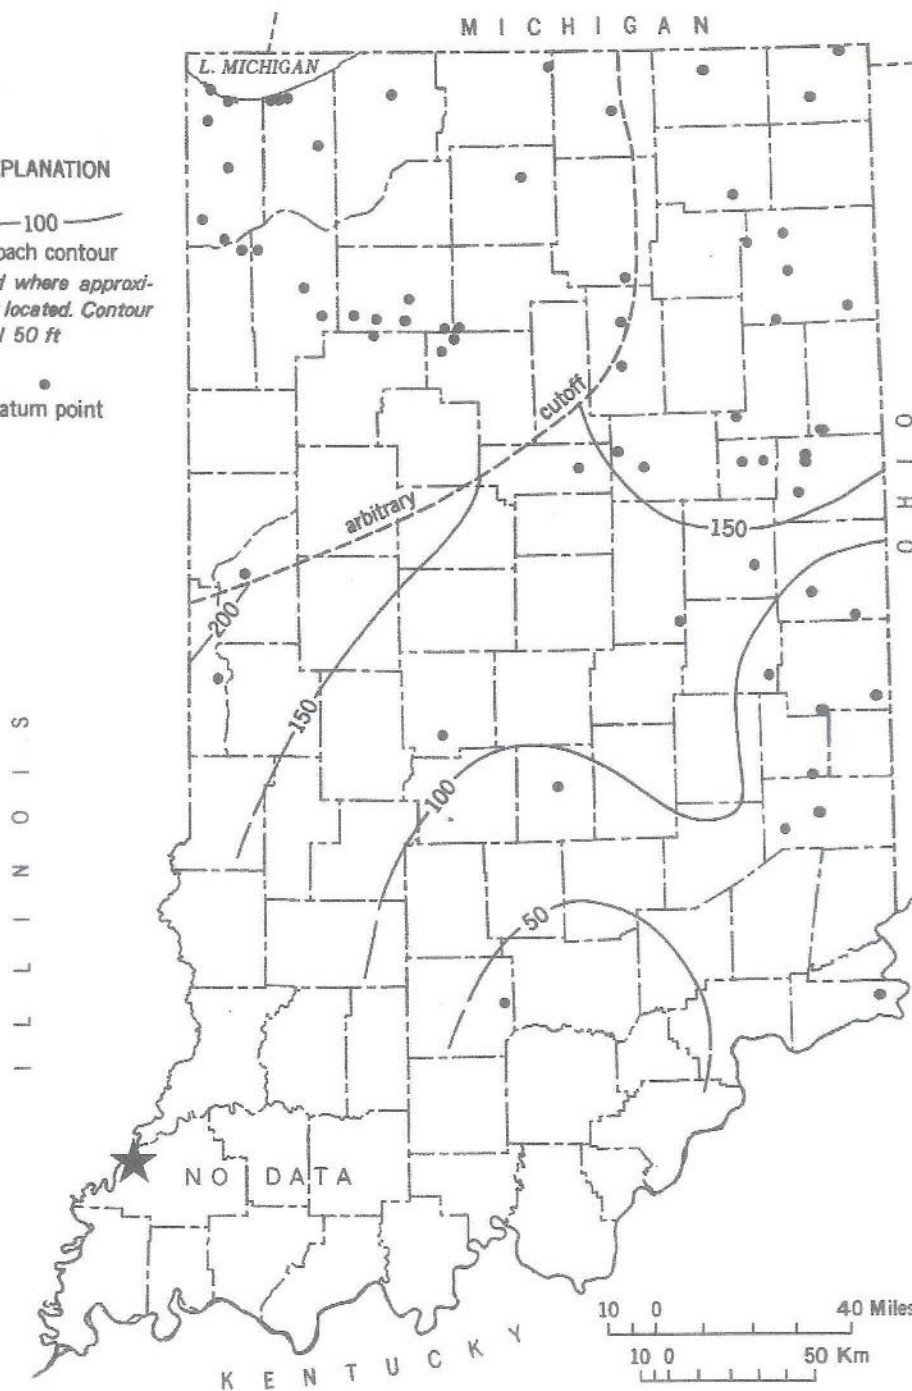 MICHIGAN
L. MICHIGAN
PLANATION
100
pach contour
d where approxi-
located. Contour
50 ft
atum point
cutoff
OHIO
arbitrary
150
200
150
ILLINOIS
100
50
NO DATA
10 0 40 Miles
10 0 50 Km
KENTUCKY